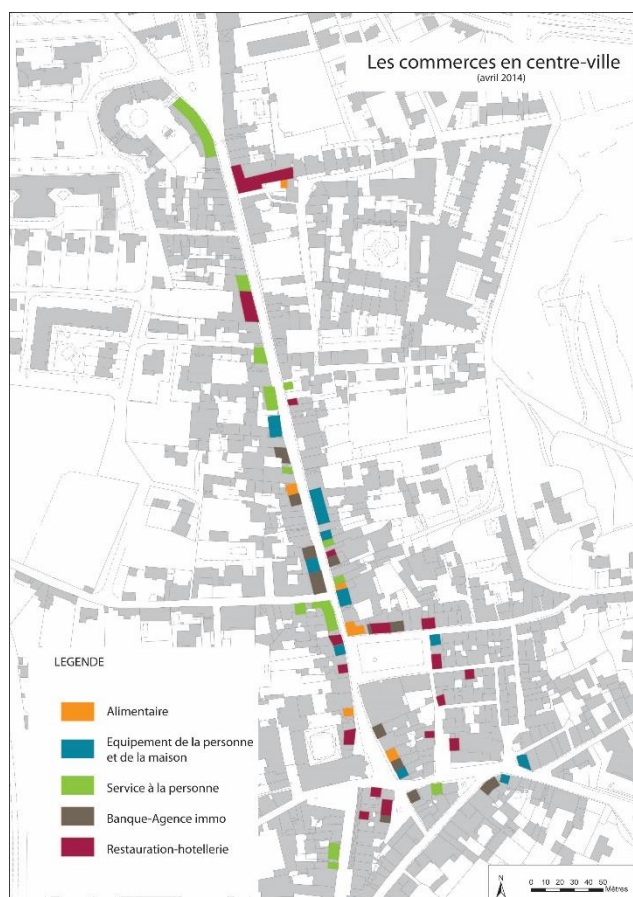 Les commerces en centre-ville
(avril 2014)
LEGENDE
Alimentaire
Equipement de la personne
et de la maison
Service à la personne
Banque-Agence immo
Restauration-hotellerie
N
0 10 20 30 40 50
Mètres